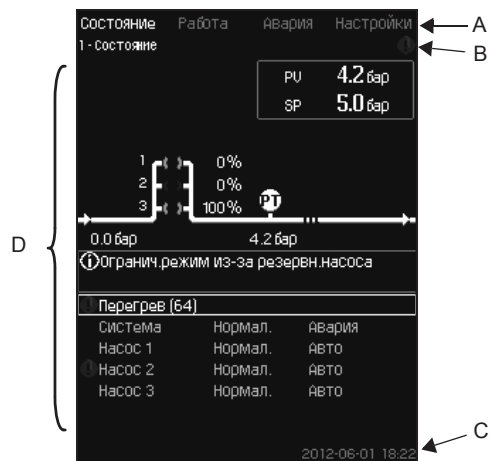 Состояние Работа Авария Настройки A
1 - Состояние B
PV 4.2 бар
SP 5.0 бар
1 0%
2 0%
3 100% PT
D
0.0 бар 4.2 бар
Огранич.режим из-за резервн.насоса
Перегрев (64)
Система Нормал. Авария
Насос 1 Нормал. Авто
Насос 2 Нормал. Авто
Насос 3 Нормал. Авто
C
2012-06-01 18:22